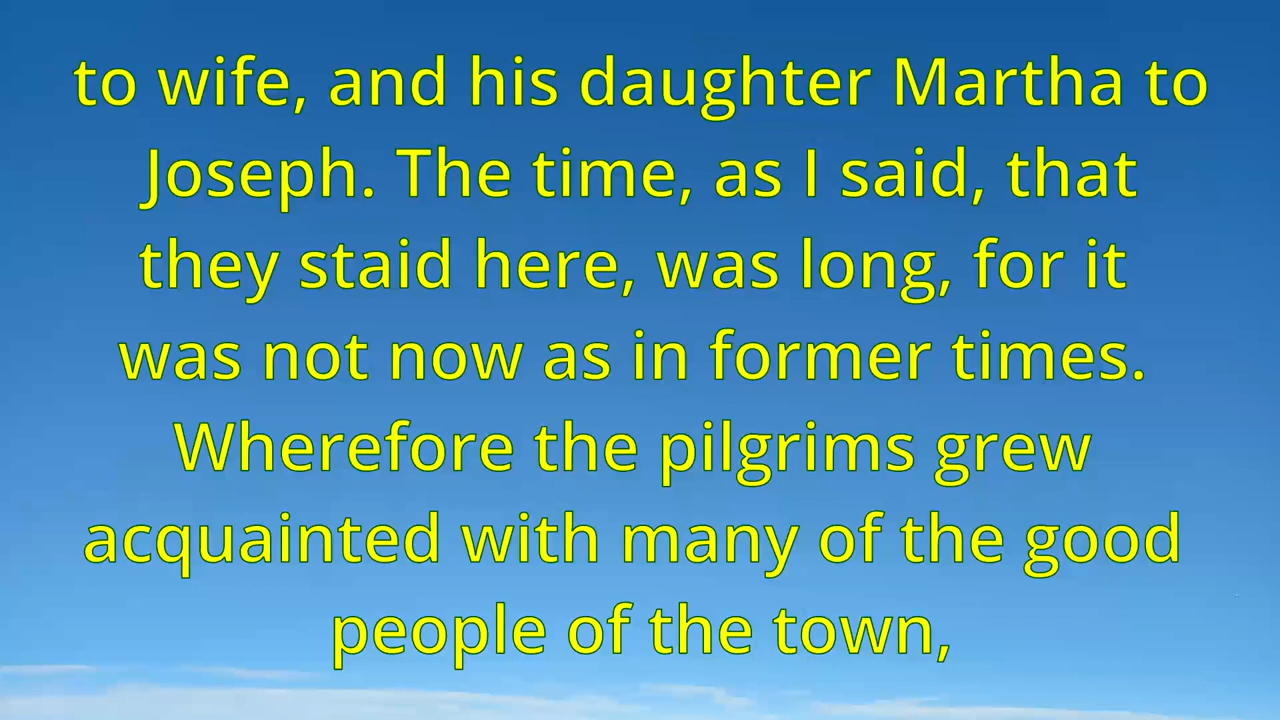 to wife, and his daughter Martha to
Joseph. The time, as I said, that
they staid here, was long, for it
was not now as in former times.
Wherefore the pilgrims grew
acquainted with many of the good
people of the town,